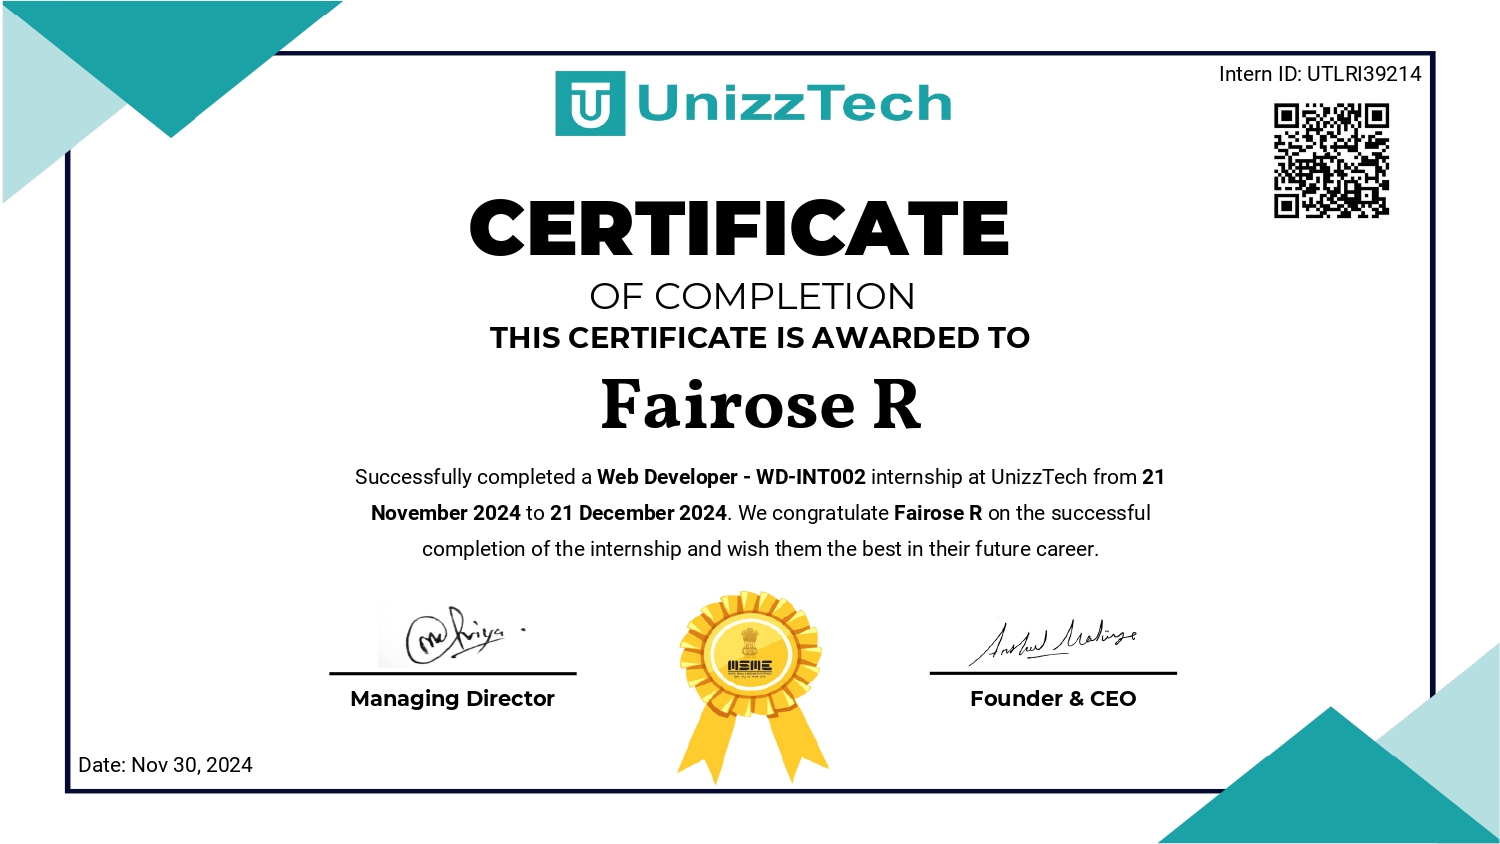 UnizzTech
Intern ID: UTLRI39214
CERTIFICATE
OF COMPLETION
THIS CERTIFICATE IS AWARDED TO
Fairose R
Successfully completed a Web Developer - WD-INT002 internship at UnizzTech from 21
November 2024 to 21 December 2024. We congratulate Fairose R on the successful
completion of the internship and wish them the best in their future career.
MSME
Managing Director
Founder & CEO
Date: Nov 30, 2024